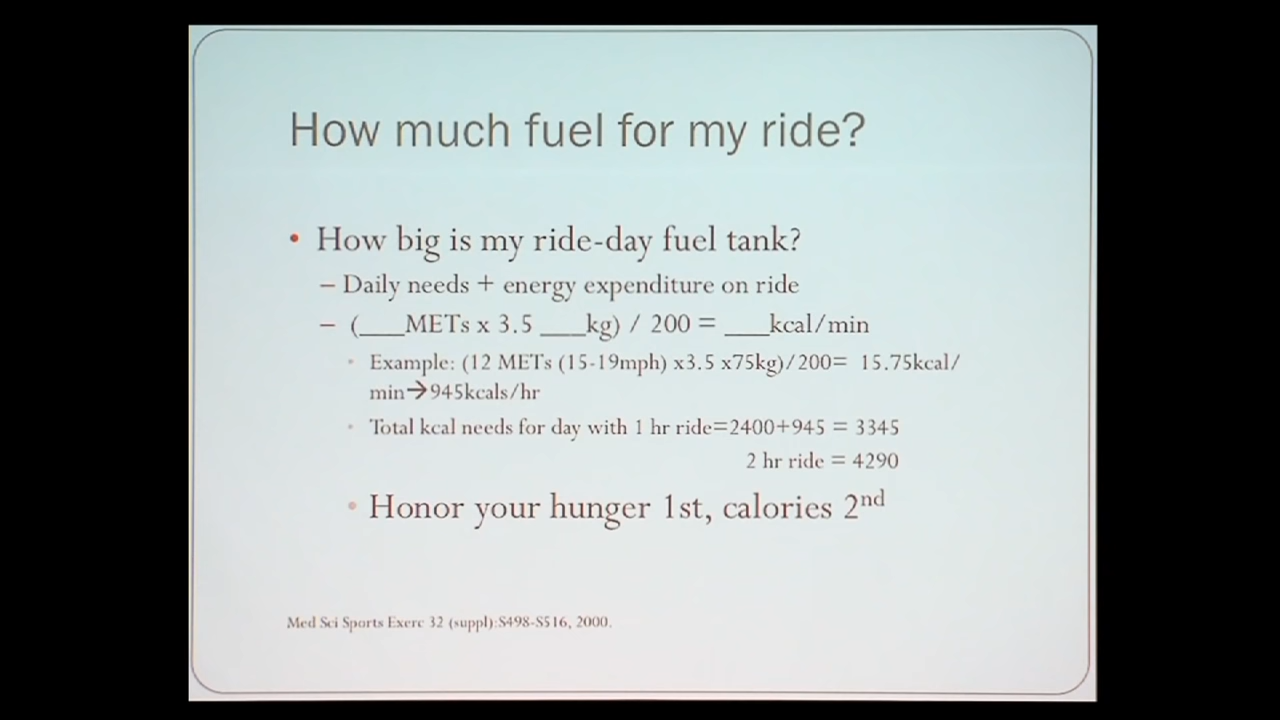 How much fuel for my ride?
• How big is my ride-day fuel tank?
– Daily needs + energy expenditure on ride
– (___METs x 3.5 ___kg) / 200 = ___kcal/min
• Example: (12 METs (15-19mph) x3.5 x75kg)/200= 15.75kcal/
min→945kcals/hr
• Total kcal needs for day with 1 hr ride=2400+945 = 3345
2 hr ride = 4290
• Honor your hunger 1st, calories 2nd
Med Sci Sports Exerc 32 (suppl):S498-S516, 2000.